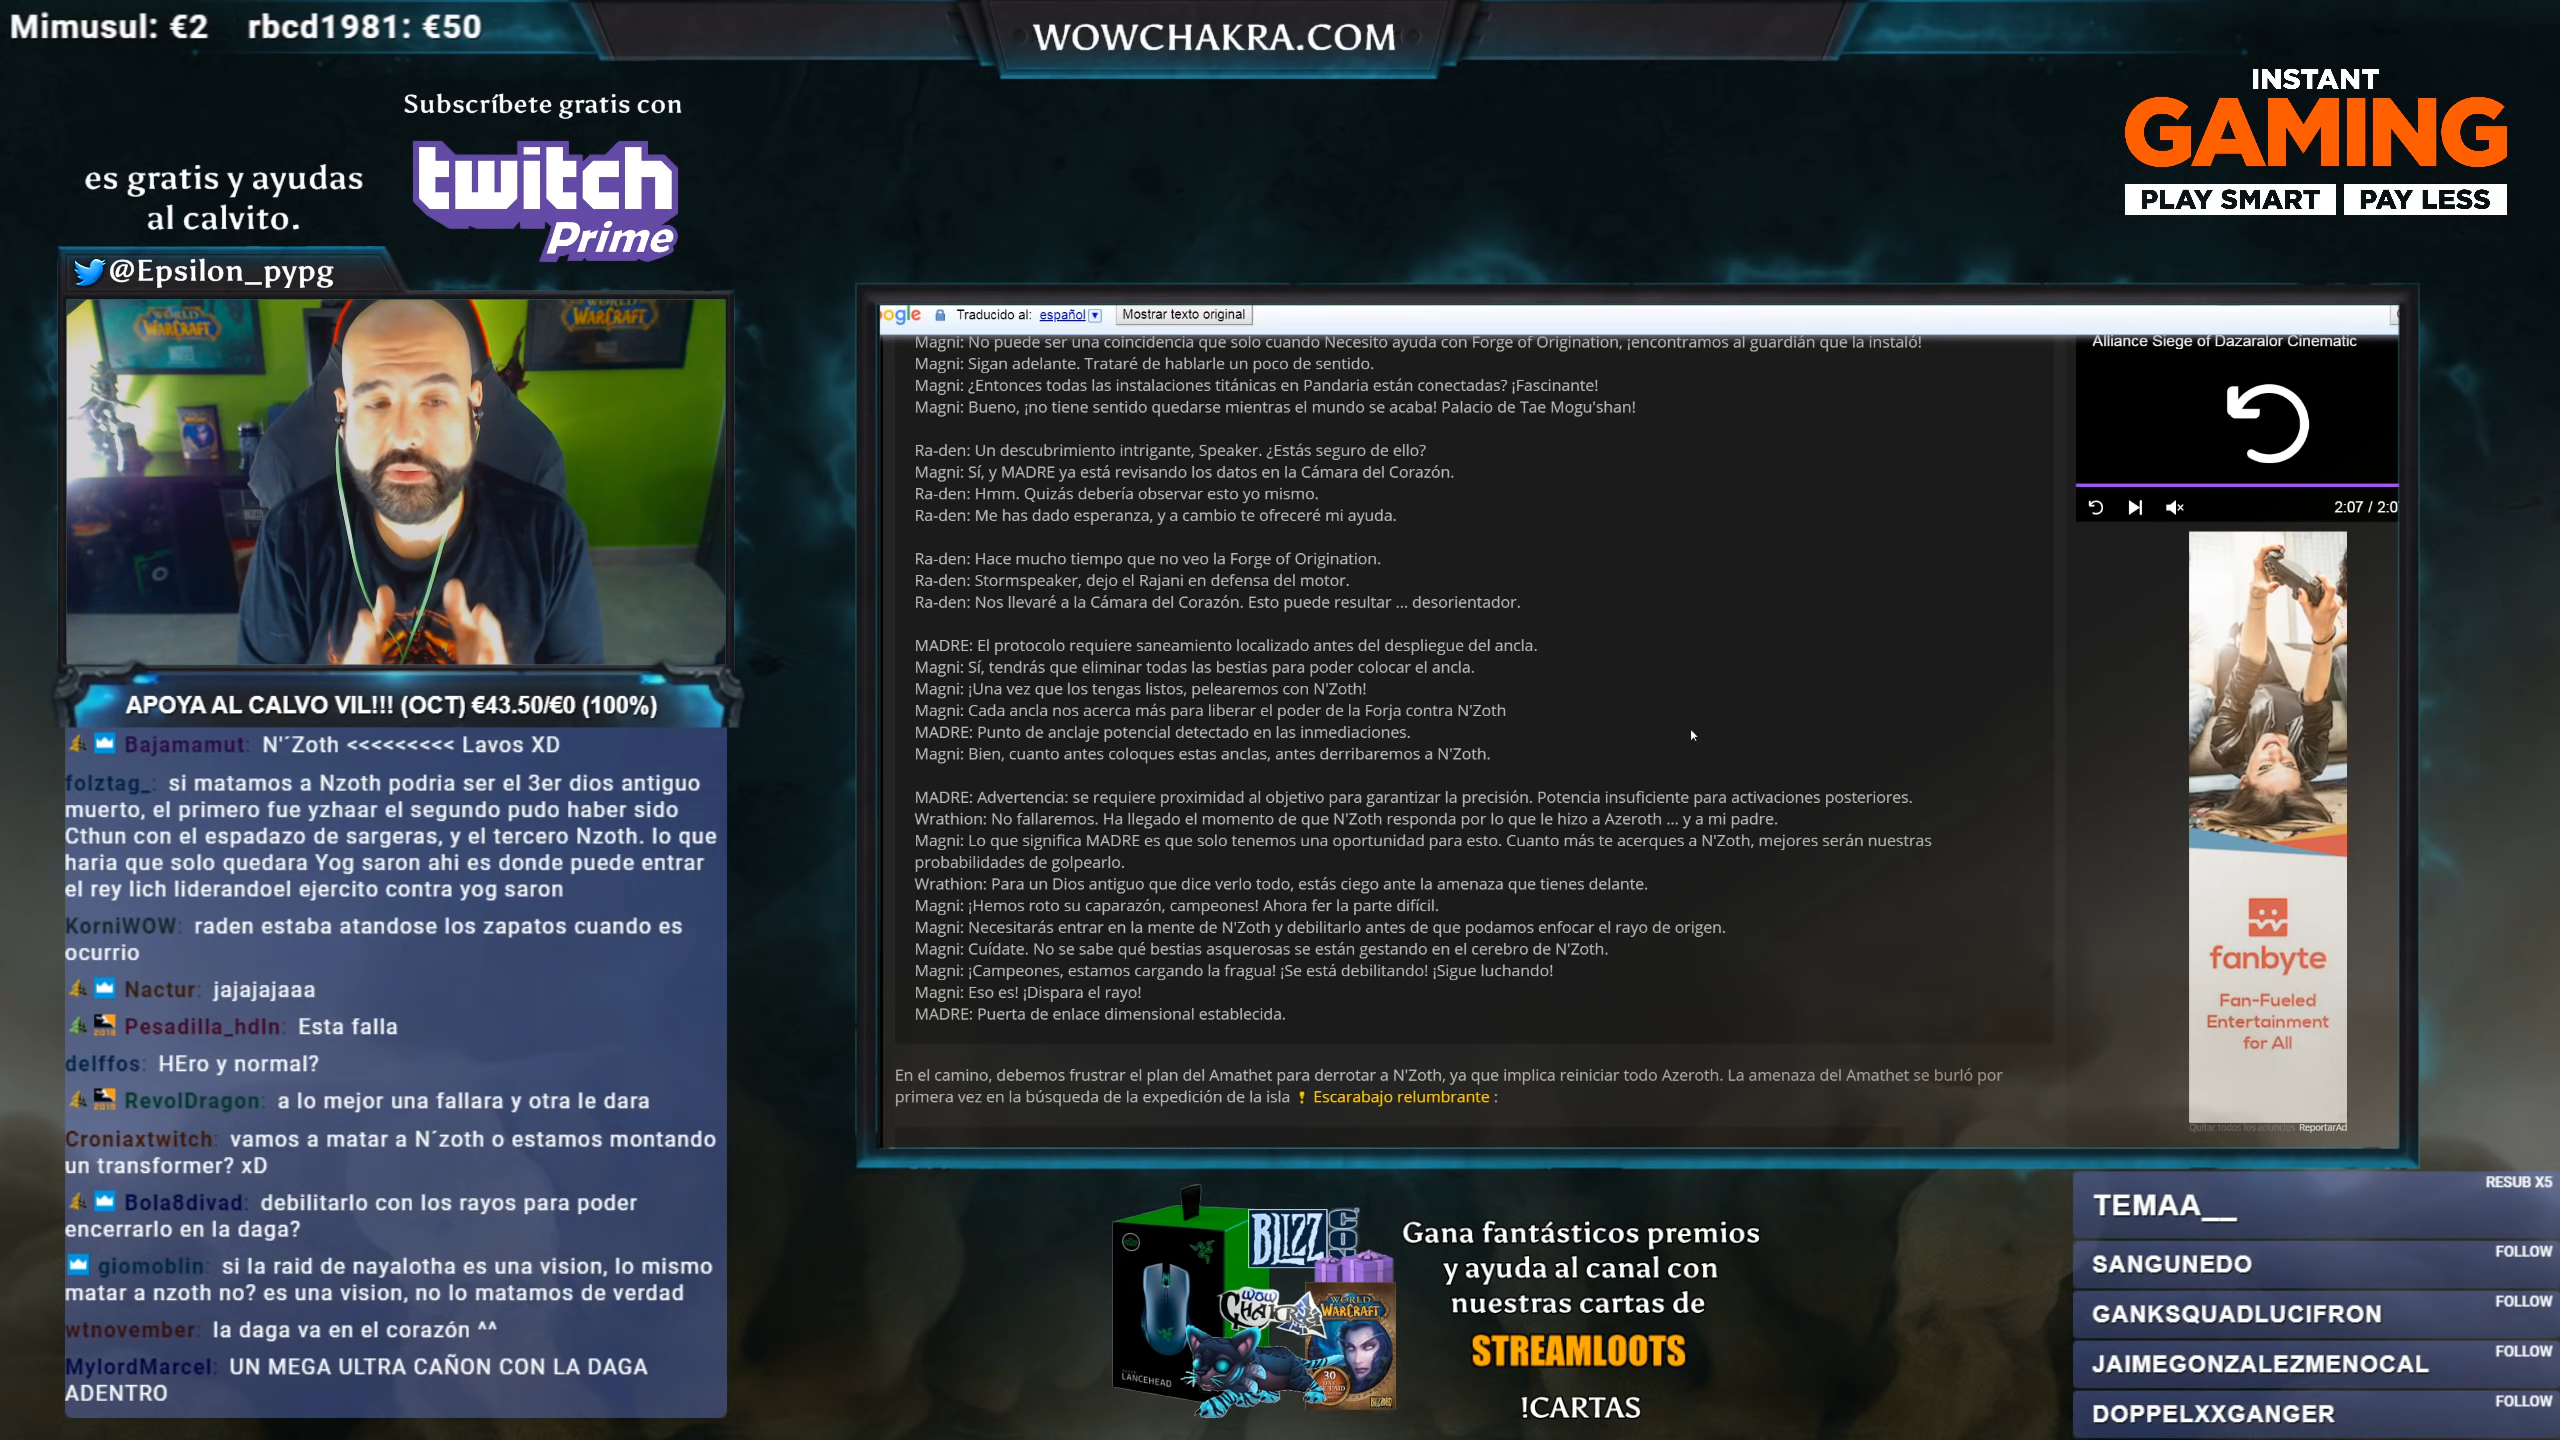 Mimusul: €2 rbcd1981: €50
WOWCHAKRA.COM
INSTANT
GAMING
PLAY SMART PAY LESS
Subscríbete gratis con
twitch
Prime
es gratis y ayudas
al calvito.
@Epsilon_pypg
WORLD
WARCRAFT
WORLD
WARCRAFT
APOYA AL CALVO VIL!!! (OCT) €43.50/€0 (100%)
Bajamamut: N'´Zoth <<<<<<<<< Lavos XD
folztag_: si matamos a Nzoth podria ser el 3er dios antiguo
muerto, el primero fue yzhaar el segundo pudo haber sido
Cthun con el espadazo de sargeras, y el tercero Nzoth. lo que
haria que solo quedara Yog saron ahi es donde puede entrar
el rey lich liderandoel ejercito contra yog saron
KorniWOW: raden estaba atandose los zapatos cuando es
ocurrio
Nactur: jajajajaaa
Pesadilla_hdln: Esta falla
delffos: HEro y normal?
RevolDragon: a lo mejor una fallara y otra le dara
Croniaxtwitch: vamos a matar a N´zoth o estamos montando
un transformer? xD
Bola8divad: debilitarlo con los rayos para poder
encerrarlo en la daga?
giomoblin: si la raid de nayalotha es una vision, lo mismo
matar a nzoth no? es una vision, no lo matamos de verdad
wtnovember: la daga va en el corazón ^^
MylordMarcel: UN MEGA ULTRA CAÑON CON LA DAGA
ADENTRO
ogle Traducido al: español Mostrar texto original
Magni: No puede ser una coincidencia que solo cuando Necesito ayuda con Forge of Origination, ¡encontramos al guardián que la instaló!
Magni: Sigan adelante. Trataré de hablarle un poco de sentido.
Magni: ¿Entonces todas las instalaciones titánicas en Pandaria están conectadas? ¡Fascinante!
Magni: Bueno, ¡no tiene sentido quedarse mientras el mundo se acaba! Palacio de Tae Mogu'shan!
Ra-den: Un descubrimiento intrigante, Speaker. ¿Estás seguro de ello?
Magni: Sí, y MADRE ya está revisando los datos en la Cámara del Corazón.
Ra-den: Hmm. Quizás debería observar esto yo mismo.
Ra-den: Me has dado esperanza, y a cambio te ofreceré mi ayuda.
Ra-den: Hace mucho tiempo que no veo la Forge of Origination.
Ra-den: Stormspeaker, dejo el Rajani en defensa del motor.
Ra-den: Nos llevaré a la Cámara del Corazón. Esto puede resultar ... desorientador.
MADRE: El protocolo requiere saneamiento localizado antes del despliegue del ancla.
Magni: Sí, tendrás que eliminar todas las bestias para poder colocar el ancla.
Magni: ¡Una vez que los tengas listos, pelearemos con N'Zoth!
Magni: Cada ancla nos acerca más para liberar el poder de la Forja contra N'Zoth
MADRE: Punto de anclaje potencial detectado en las inmediaciones.
Magni: Bien, cuanto antes coloques estas anclas, antes derribaremos a N'Zoth.
MADRE: Advertencia: se requiere proximidad al objetivo para garantizar la precisión. Potencia insuficiente para activaciones posteriores.
Wrathion: No fallaremos. Ha llegado el momento de que N'Zoth responda por lo que le hizo a Azeroth ... y a mi padre.
Magni: Lo que significa MADRE es que solo tenemos una oportunidad para esto. Cuanto más te acerques a N'Zoth, mejores serán nuestras
probabilidades de golpearlo.
Wrathion: Para un Dios antiguo que dice verlo todo, estás ciego ante la amenaza que tienes delante.
Magni: ¡Hemos roto su caparazón, campeones! Ahora fer la parte difícil.
Magni: Necesitarás entrar en la mente de N'Zoth y debilitarlo antes de que podamos enfocar el rayo de origen.
Magni: Cuídate. No se sabe qué bestias asquerosas se están gestando en el cerebro de N'Zoth.
Magni: ¡Campeones, estamos cargando la fragua! ¡Se está debilitando! ¡Sigue luchando!
Magni: Eso es! ¡Dispara el rayo!
MADRE: Puerta de enlace dimensional establecida.
En el camino, debemos frustrar el plan del Amathet para derrotar a N'Zoth, ya que implica reiniciar todo Azeroth. La amenaza del Amathet se burló por
primera vez en la búsqueda de la expedición de la isla ! Escarabajo relumbrante :
Alliance Siege of Dazaralor Cinematic
2:07 / 2:0
fanbyte
Fan-Fueled
Entertainment
for All
Quitar todos los anuncios ReportarAd
BLIZZ
CON
WOW
CHAKRA
WORLD
WARCRAFT
30
LANCEHEAD
Gana fantásticos premios
y ayuda al canal con
nuestras cartas de
STREAMLOOTS
!CARTAS
RESUB X5
TEMAA__
FOLLOW
SANGUNEDO
FOLLOW
GANKSQUADLUCIFRON
FOLLOW
JAIMEGONZALEZMENOCAL
FOLLOW
DOPPELXXGANGER